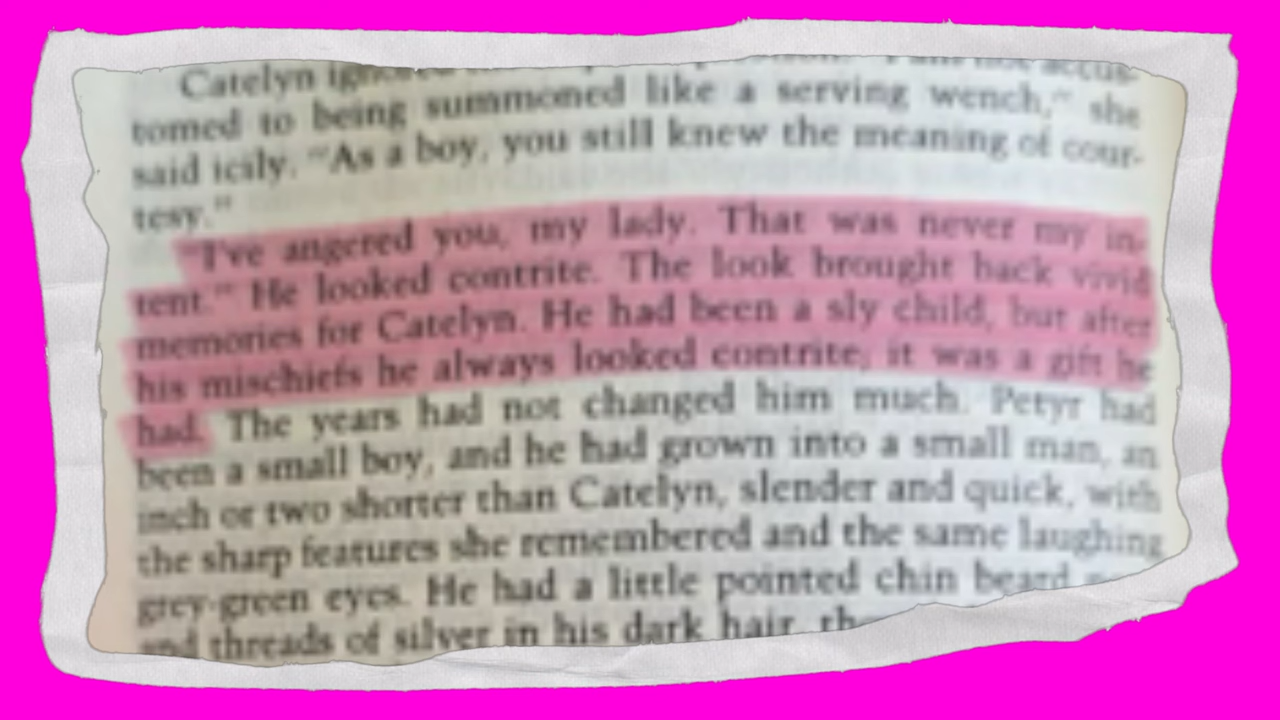 Catelyn ignored
tomed to being summoned like a serving wench," she
said icily. "As a boy, you still knew the meaning of cour-
tesy."
"I've angered you, my lady. That was never my in-
tent." He looked contrite. The look brought back vivid
memories for Catelyn. He had been a sly child, but after
his mischiefs he always looked contrite; it was a gift he
had. The years had not changed him much. Petyr had
been a small boy, and he had grown into a small man, an
inch or two shorter than Catelyn, slender and quick, with
the sharp features she remembered and the same laughing
grey-green eyes. He had a little pointed chin beard
and threads of silver in his dark hair,